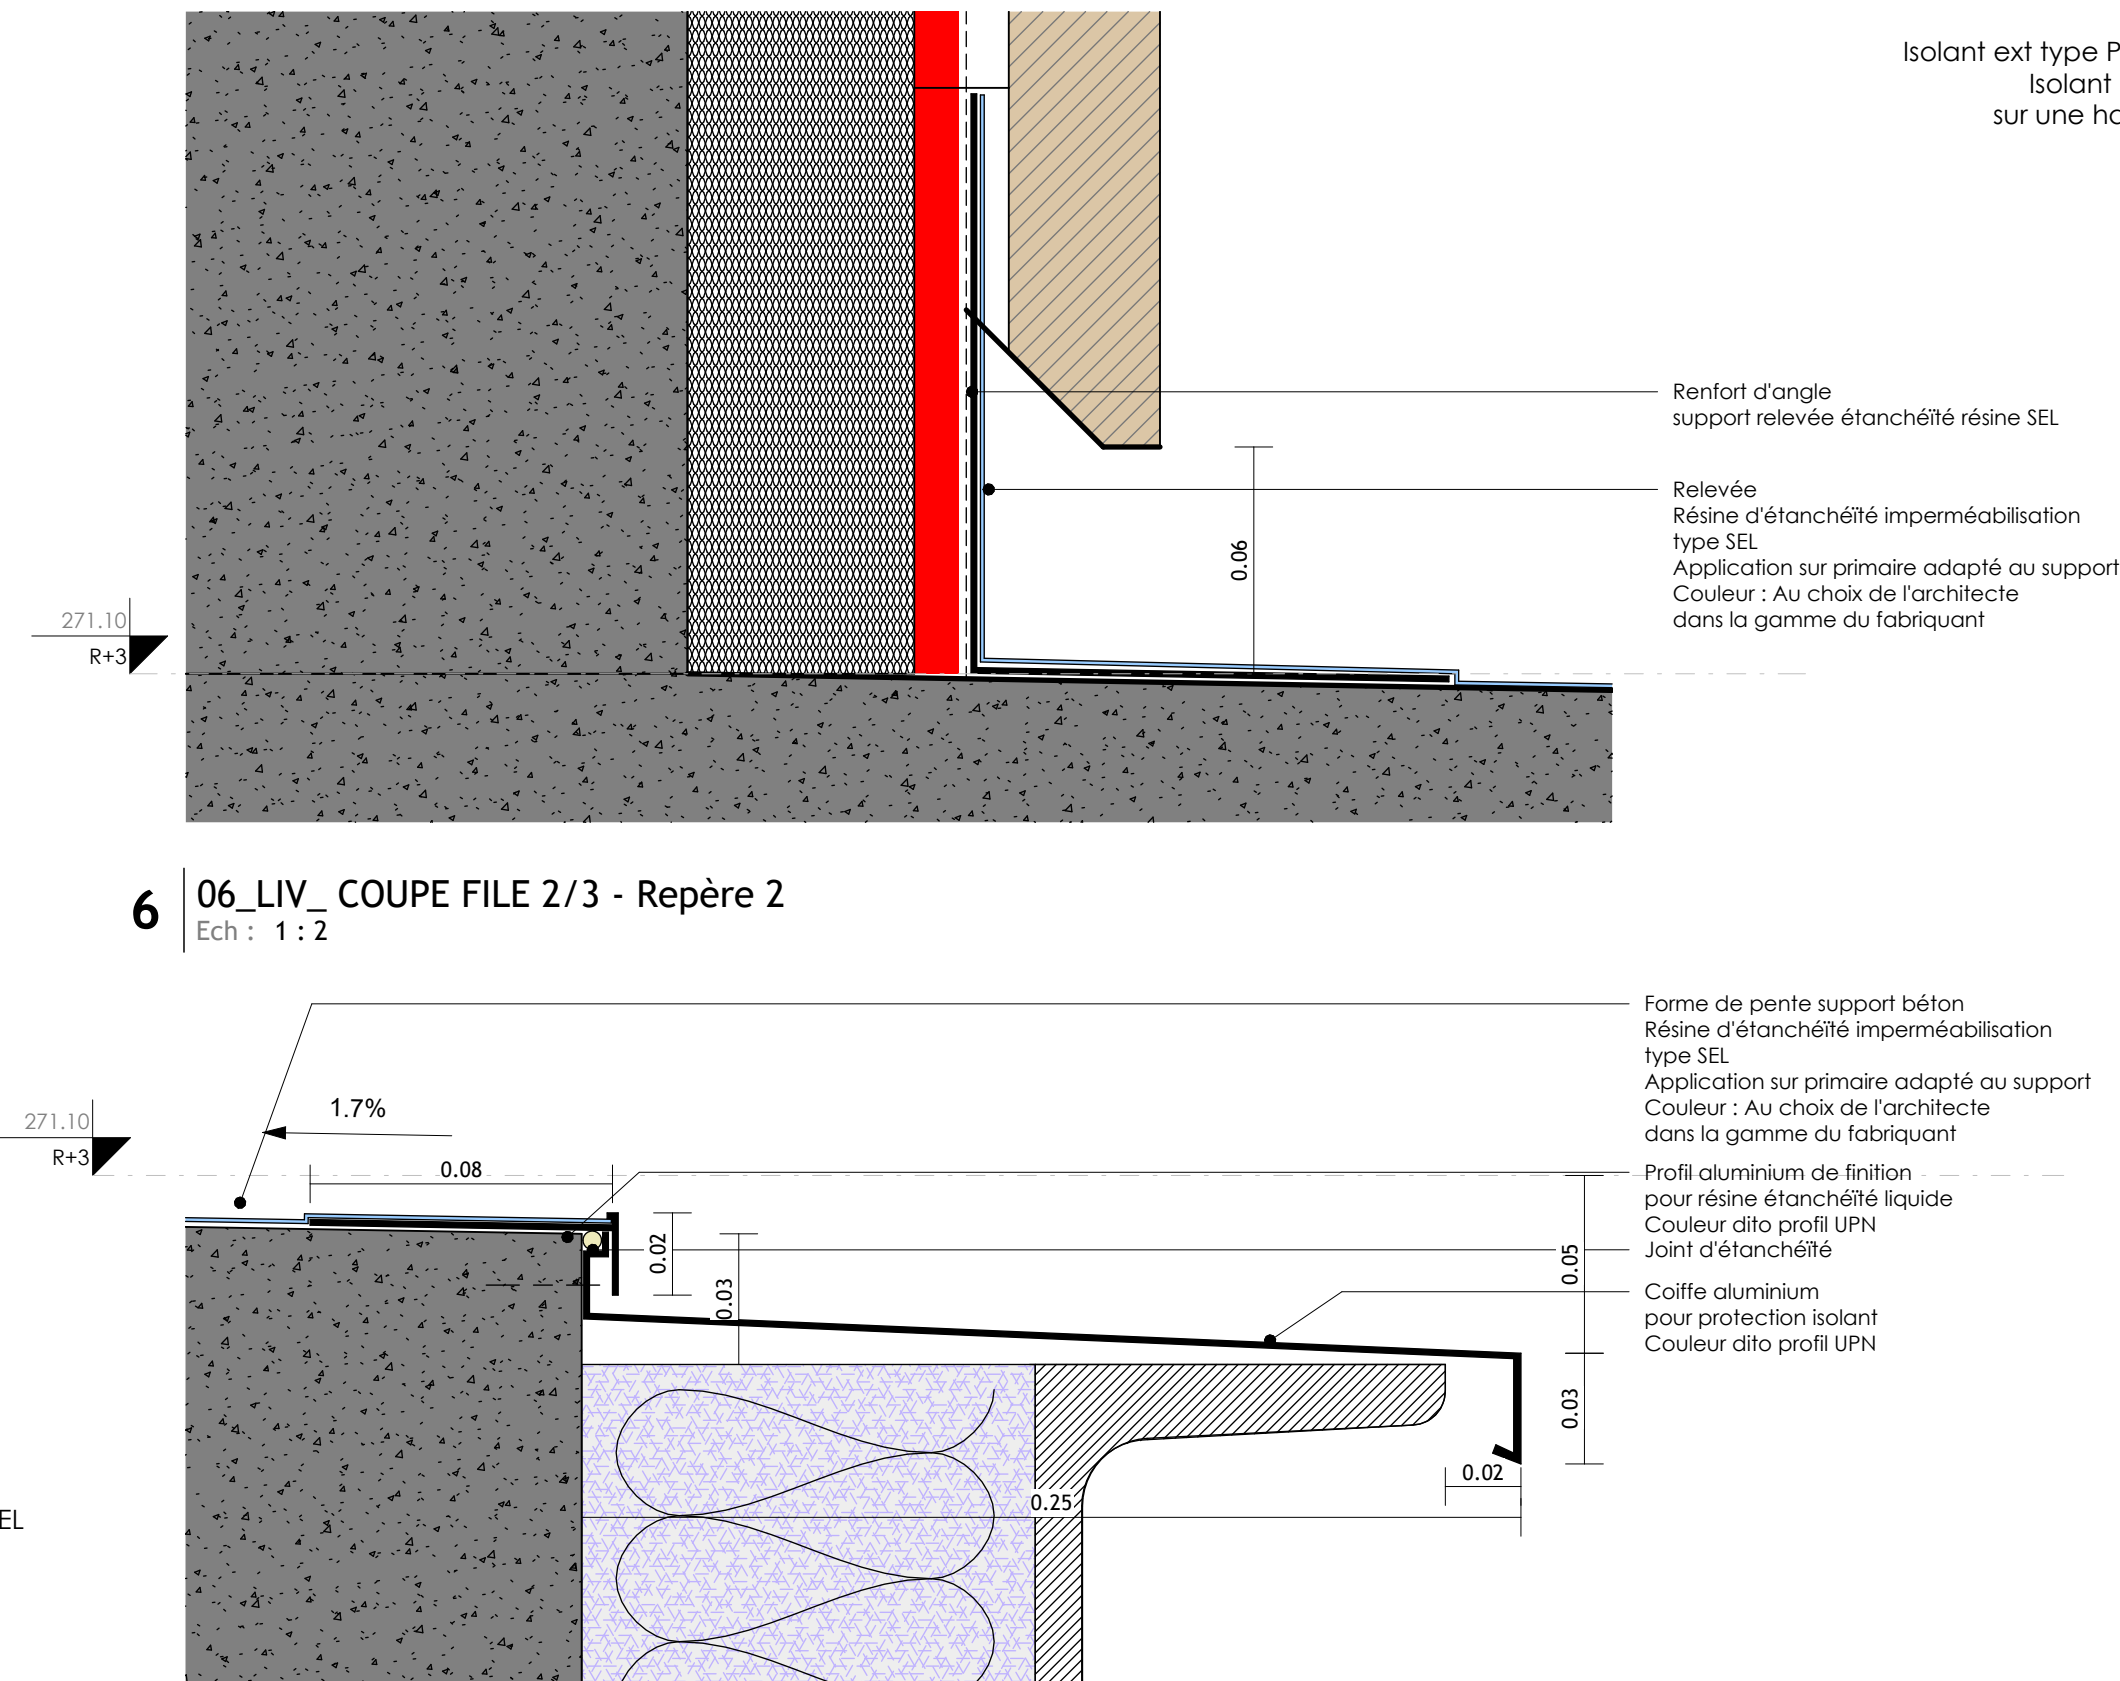 Isolant ext type P
Isolant
sur une ha
Renfort d'angle
support relevée étanchéïté résine SEL
Relevée
Résine d'étanchéïté imperméabilisation
type SEL
Application sur primaire adapté au support
Couleur : Au choix de l'architecte
dans la gamme du fabriquant
0.06
271.10
R+3
6
06_LIV_ COUPE FILE 2/3 - Repère 2
Ech : 1 : 2
Forme de pente support béton
Résine d'étanchéïté imperméabilisation
type SEL
Application sur primaire adapté au support
Couleur : Au choix de l'architecte
dans la gamme du fabriquant
1.7%
271.10
R+3
0.08
Profil aluminium de finition
pour résine étanchéïté liquide
Couleur dito profil UPN
Joint d'étanchéïté
0.02
0.03
0.05
Coiffe aluminium
pour protection isolant
Couleur dito profil UPN
0.03
0.02
0.25
EL